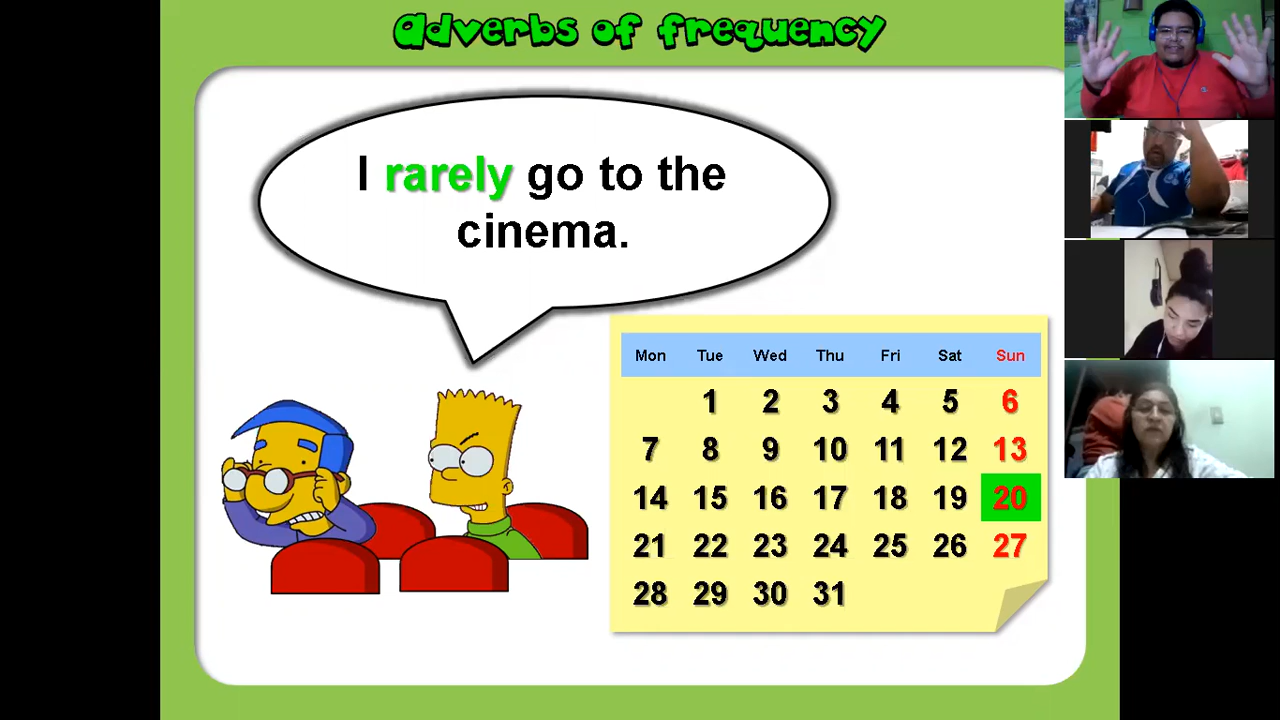 Adverbs of frequency
I rarely go to the
cinema.
Mon Tue Wed Thu Fri Sat Sun
1 2 3 4 5 6
7 8 9 10 11 12 13
14 15 16 17 18 19 20
21 22 23 24 25 26 27
28 29 30 31